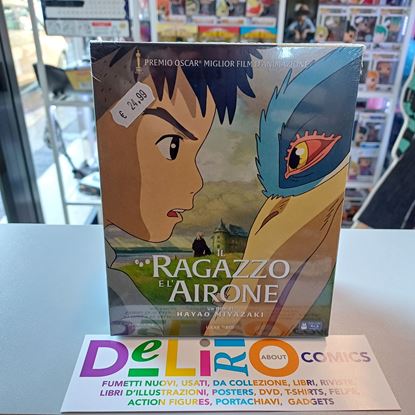 PREMIO OSCAR® MIGLIOR FILM D'ANIMAZIONE
€ 24,99
IL
RAGAZZO
E L'AIRONE
HAYAO MIYAZAKI
DeLiRIO ABOUT COMICS
FUMETTI NUOVI, USATI, DA COLLEZIONE, LIBRI, RIVISTE,
LIBRI D'ILLUSTRAZIONI, POSTERS, DVD, T-SHIRTS, FELPE,
ACTION FIGURES, PORTACHIAVI, GADGETS